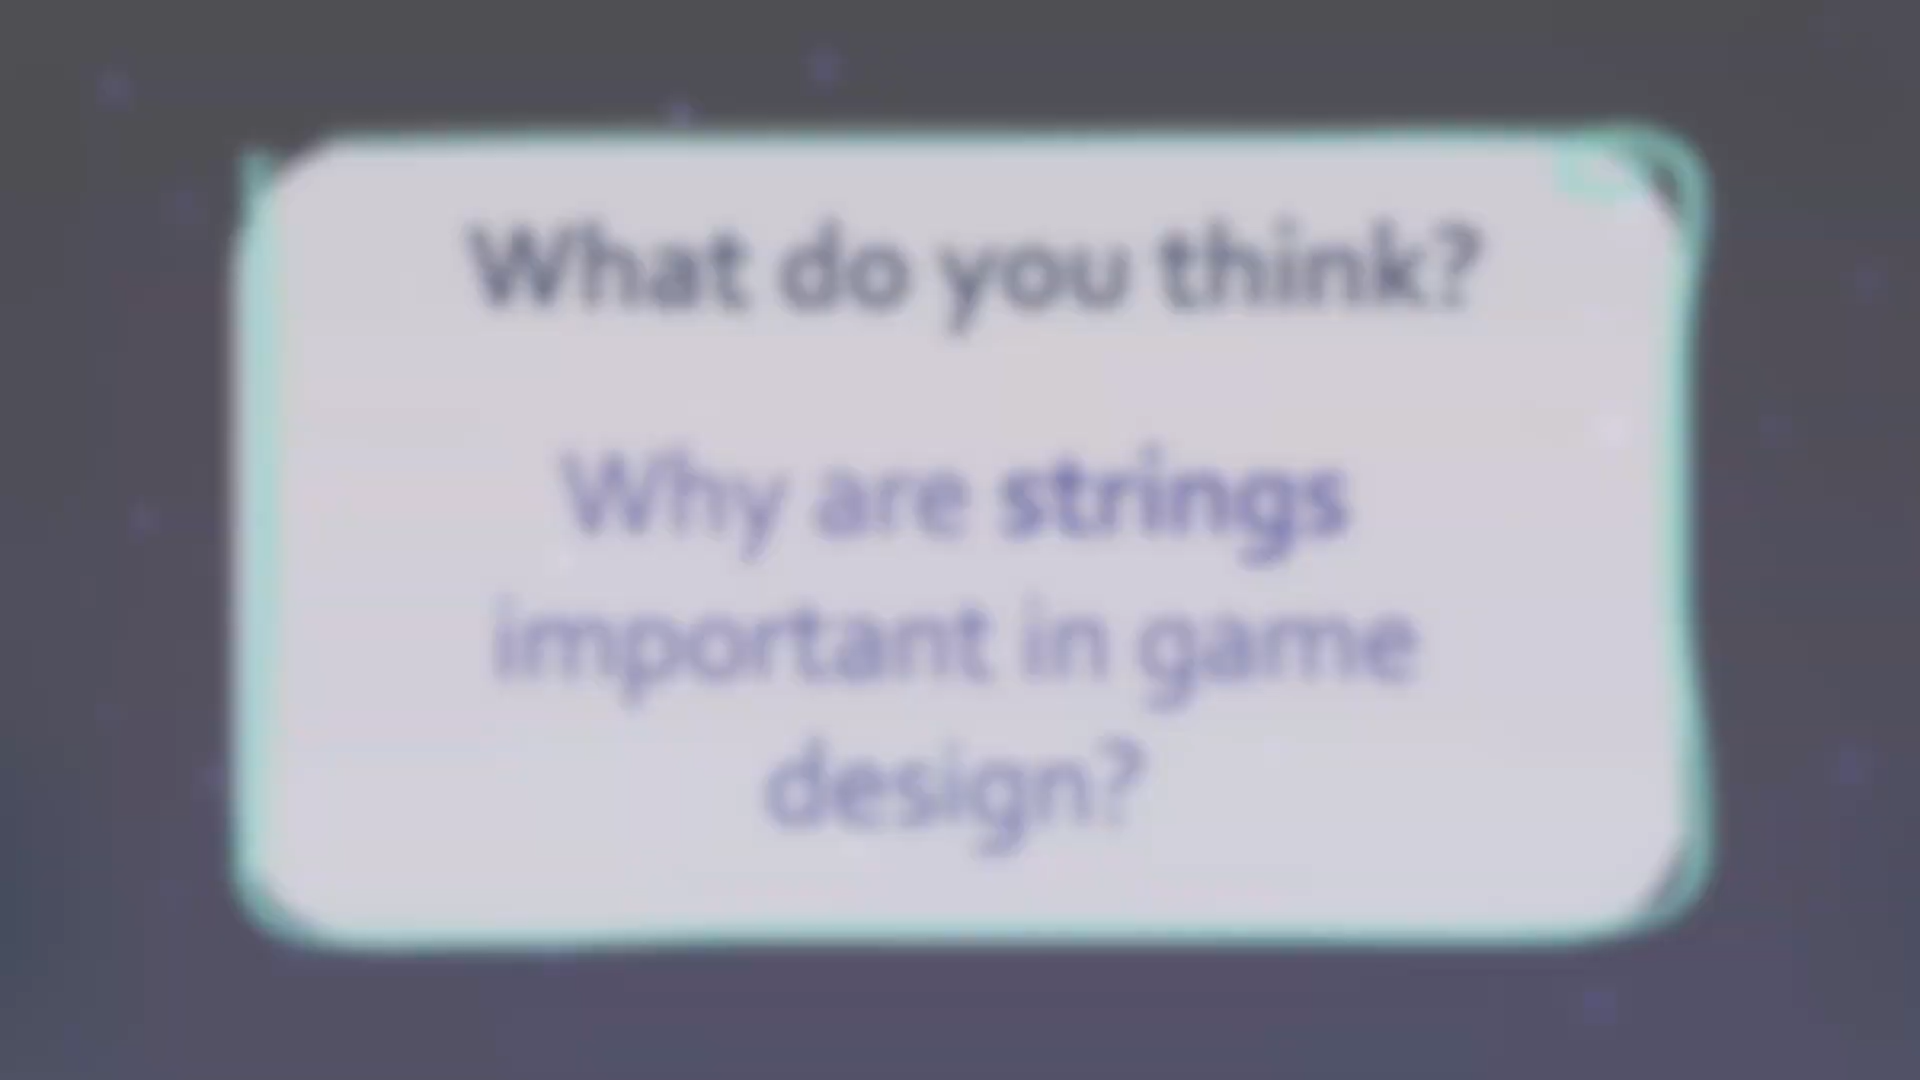 What do you think?
Why are strings
important in game
design?